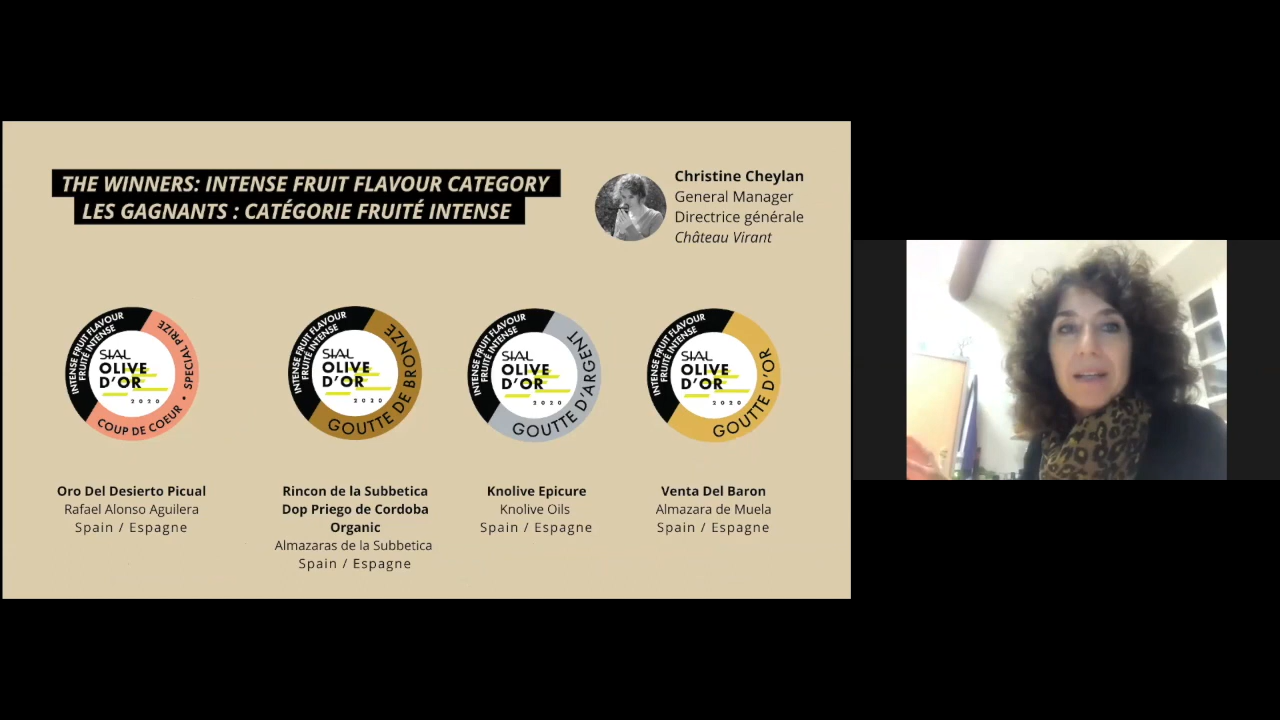 THE WINNERS: INTENSE FRUIT FLAVOUR CATEGORY
LES GAGNANTS : CATÉGORIE FRUITÉ INTENSE
Christine Cheylan
General Manager
Directrice générale
Château Virant
INTENSE FRUIT FLAVOUR
FRUITÉ INTENSE
SPECIAL PRIZE
COUP DE COEUR •
SIAL
OLIVE
D'OR
2020
Oro Del Desierto Picual
Rafael Alonso Aguilera
Spain / Espagne
INTENSE FRUIT FLAVOUR
FRUITÉ INTENSE
SIAL
OLIVE
D'OR
2020
GOUTTE DE BRONZE
Rincon de la Subbetica
Dop Priego de Cordoba
Organic
Almazaras de la Subbetica
Spain / Espagne
INTENSE FRUIT FLAVOUR
FRUITÉ INTENSE
SIAL
OLIVE
D'OR
2020
GOUTTE D'ARGENT
Knolive Epicure
Knolive Oils
Spain / Espagne
INTENSE FRUIT FLAVOUR
FRUITÉ INTENSE
SIAL
OLIVE
D'OR
2020
GOUTTE D'OR
Venta Del Baron
Almazara de Muela
Spain / Espagne